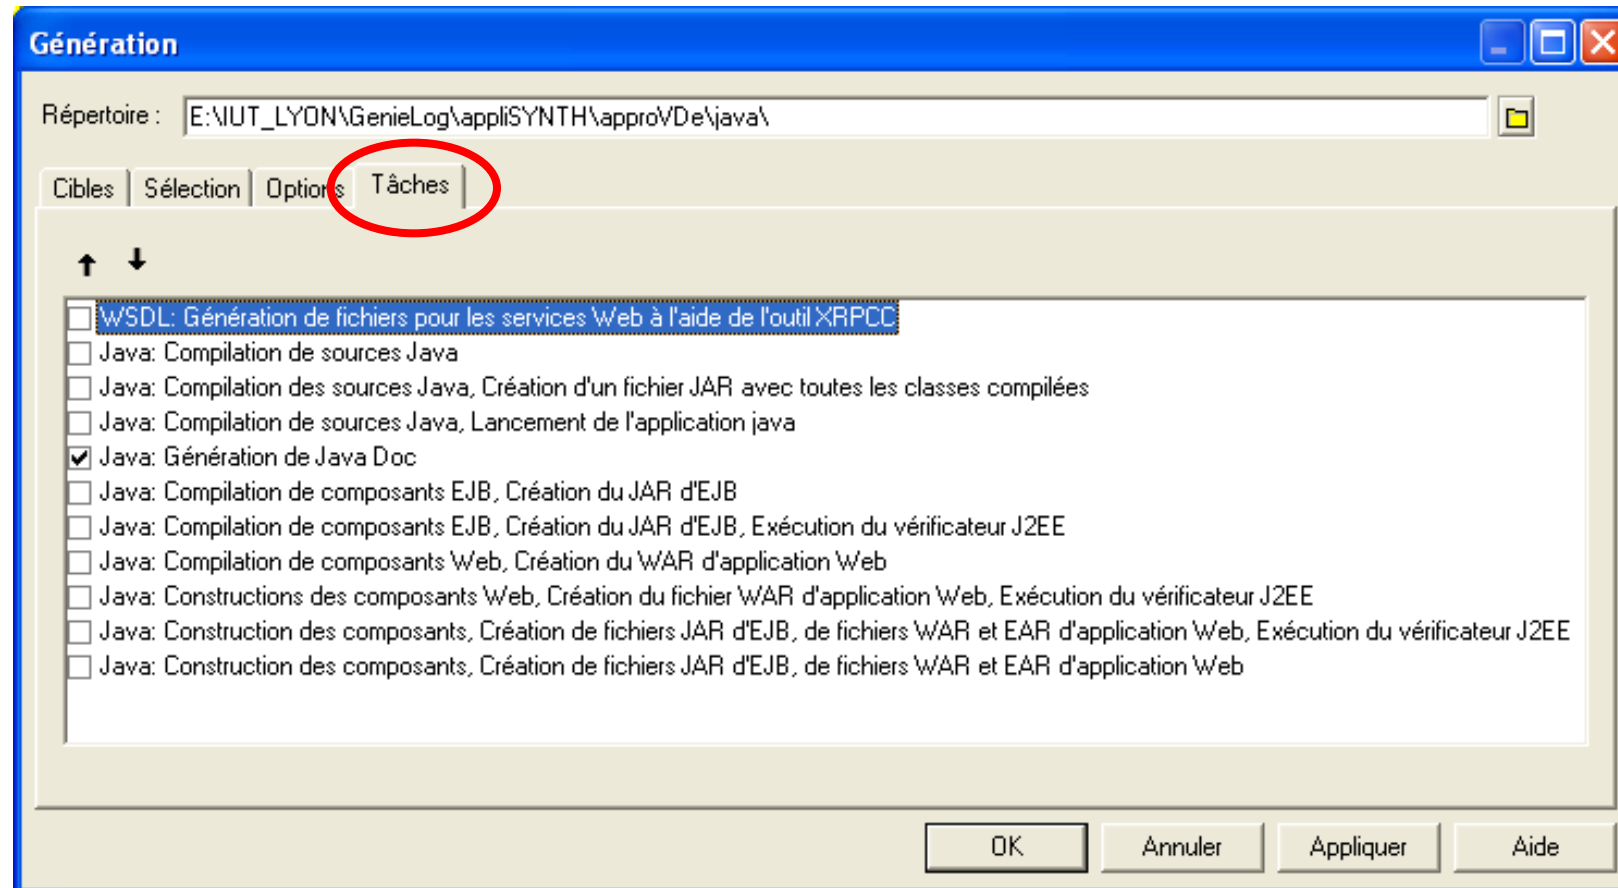 Génération
Répertoire : E:\IUT_LYON\GenieLog\appliSYNTH\approVDe\java\
Cibles Sélection Options Tâches
WSDL: Génération de fichiers pour les services Web à l'aide de l'outil XRPCC
Java: Compilation de sources Java
Java: Compilation des sources Java, Création d'un fichier JAR avec toutes les classes compilées
Java: Compilation de sources Java, Lancement de l'application java
Java: Génération de Java Doc
Java: Compilation de composants EJB, Création du JAR d'EJB
Java: Compilation de composants EJB, Création du JAR d'EJB, Exécution du vérificateur J2EE
Java: Compilation de composants Web, Création du WAR d'application Web
Java: Constructions des composants Web, Création du fichier WAR d'application Web, Exécution du vérificateur J2EE
Java: Construction des composants, Création de fichiers JAR d'EJB, de fichiers WAR et EAR d'application Web, Exécution du vérificateur J2EE
Java: Construction des composants, Création de fichiers JAR d'EJB, de fichiers WAR et EAR d'application Web
OK Annuler Appliquer Aide